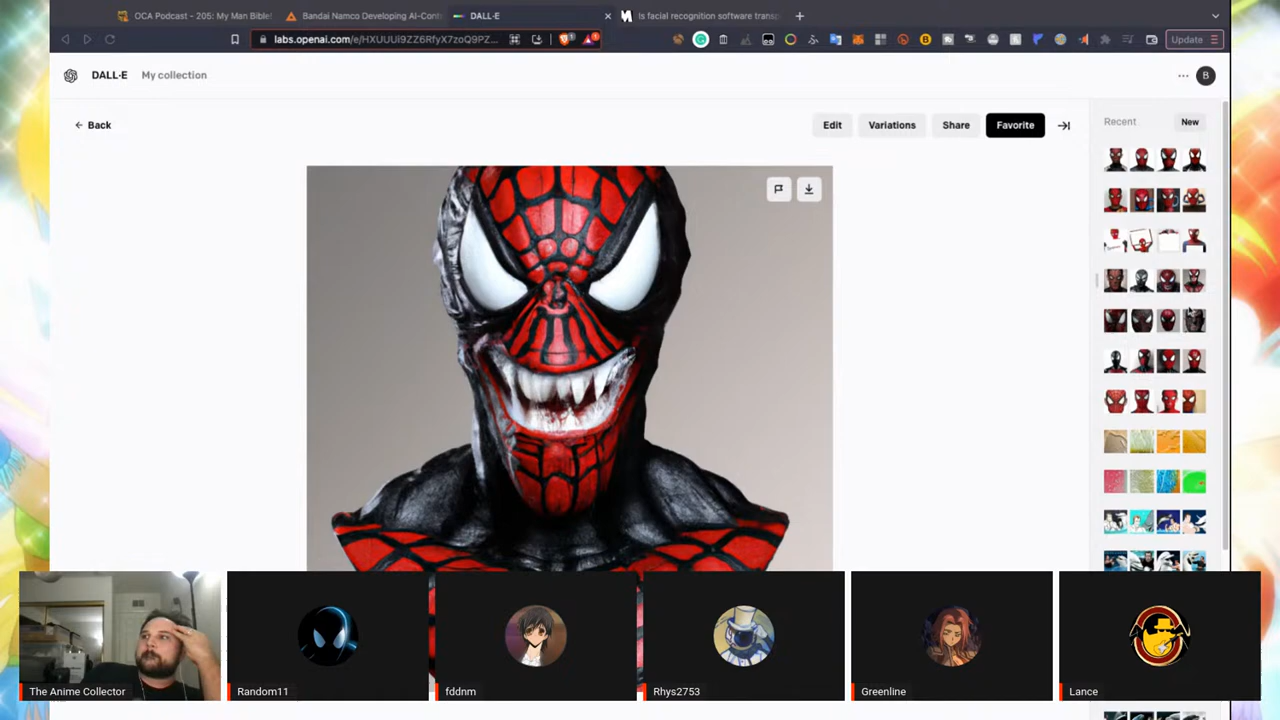 OCA Podcast - 205: My Man Bible!
Bandai Namco Developing AI-Cont
DALL·E
Is facial recognition software transp
labs.openai.com/e/HXUUUi9ZZ6RfyX7zoQ9PZ...
Update
DALL·E
My collection
B
Back
Edit
Variations
Share
Favorite
Recent
New
The Anime Collector
Random11
fddnm
Rhys2753
Greenline
Lance